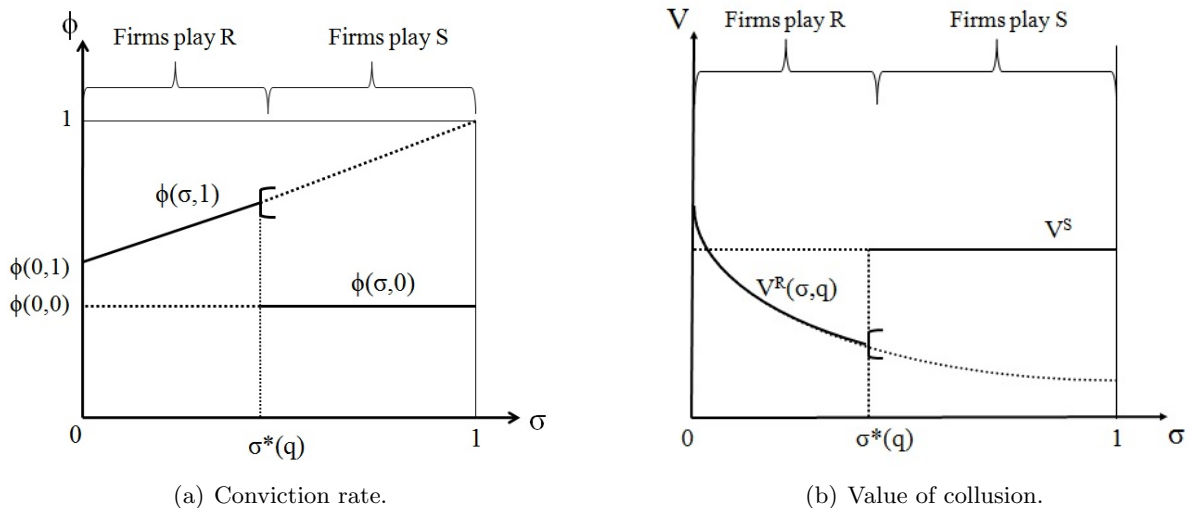 ϕ
Firms play R
Firms play S
1
ϕ(σ,1)
ϕ(0,1)
ϕ(0,0)
ϕ(σ,0)
0
σ*(q)
1
σ
(a) Conviction rate.
V
Firms play R
Firms play S
V^S
V^R(σ,q)
0
σ*(q)
1
σ
(b) Value of collusion.